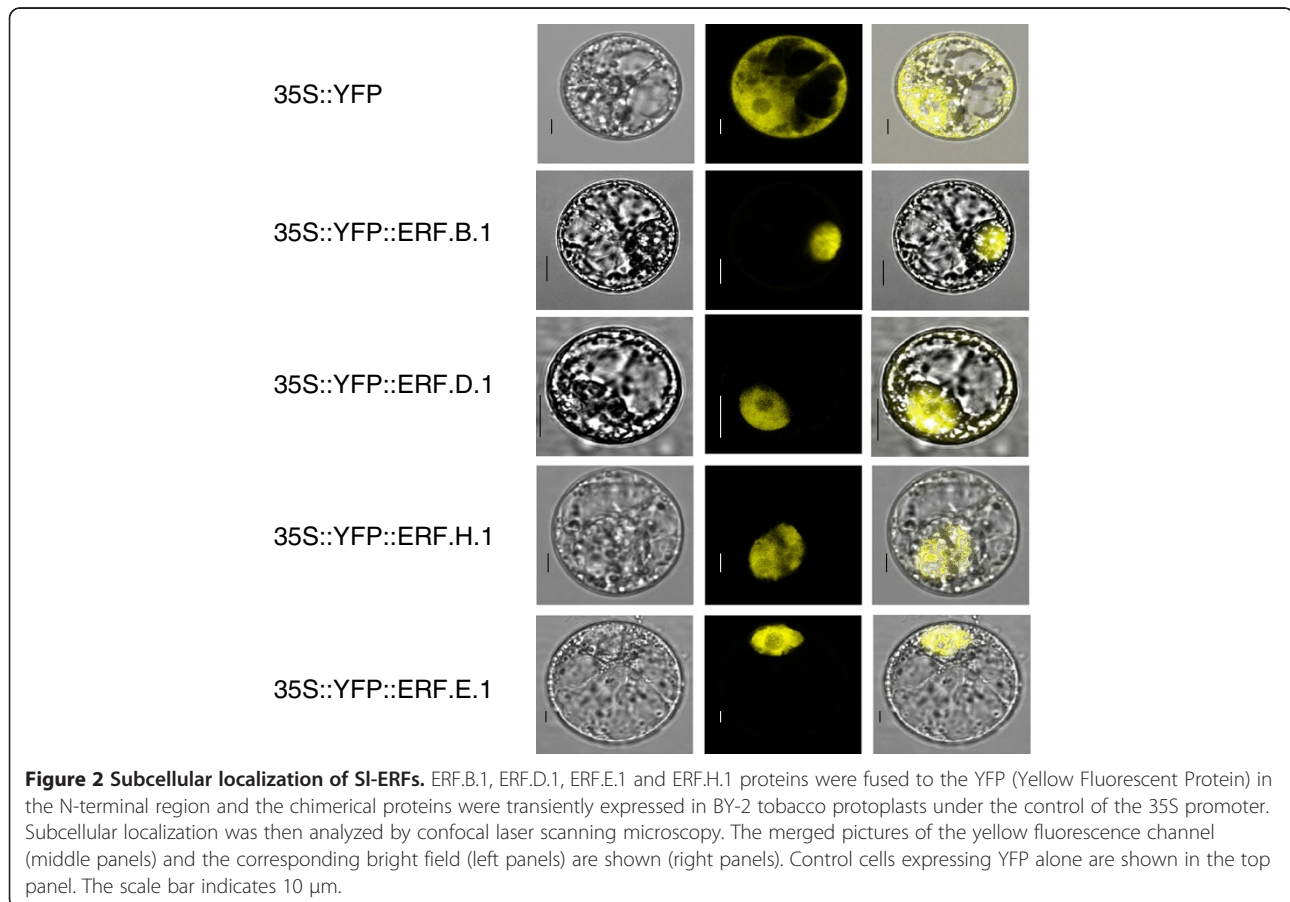 35S::YFP
35S::YFP::ERF.B.1
35S::YFP::ERF.D.1
35S::YFP::ERF.H.1
35S::YFP::ERF.E.1
Figure 2 Subcellular localization of Sl-ERFs. ERF.B.1, ERF.D.1, ERF.E.1 and ERF.H.1 proteins were fused to the YFP (Yellow Fluorescent Protein) in
the N-terminal region and the chimerical proteins were transiently expressed in BY-2 tobacco protoplasts under the control of the 35S promoter.
Subcellular localization was then analyzed by confocal laser scanning microscopy. The merged pictures of the yellow fluorescence channel
(middle panels) and the corresponding bright field (left panels) are shown (right panels). Control cells expressing YFP alone are shown in the top
panel. The scale bar indicates 10 μm.